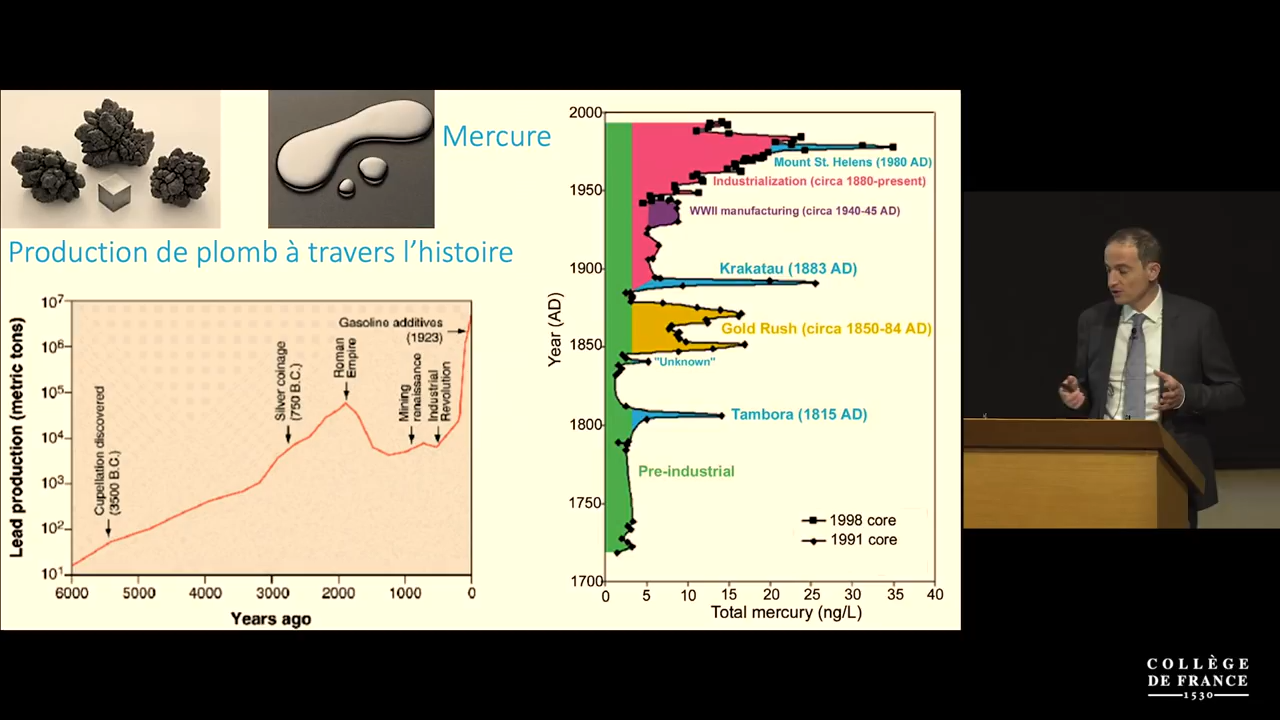 Mercure
Production de plomb à travers l’histoire
Lead production (metric tons)
10⁷
10⁶
10⁵
10⁴
10³
10²
10¹
Cupellation discovered
(3500 B.C.)
Silver coinage
(750 B.C.)
Roman
Empire
Mining
renaissance
Industrial
Revolution
Gasoline additives
(1923)
6000
5000
4000
3000
2000
1000
0
Years ago
Year (AD)
2000
1950
1900
1850
1800
1750
1700
Mount St. Helens (1980 AD)
Industrialization (circa 1880-present)
WWII manufacturing (circa 1940-45 AD)
Krakatau (1883 AD)
Gold Rush (circa 1850-84 AD)
"Unknown"
Tambora (1815 AD)
Pre-industrial
1998 core
1991 core
0
5
10
15
20
25
30
35
40
Total mercury (ng/L)
COLLÈGE
DE FRANCE
1530